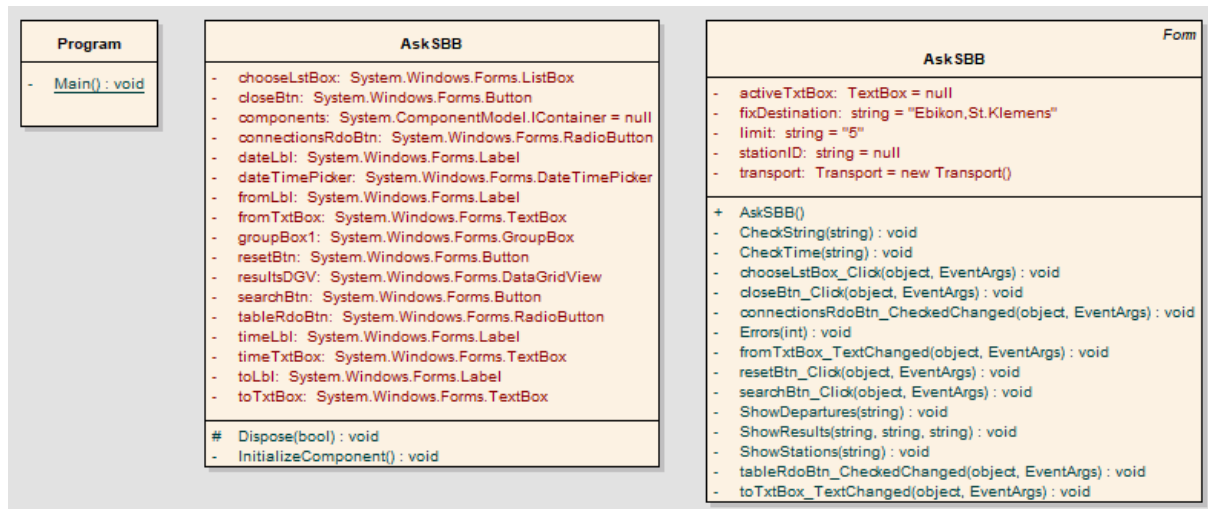 Program
- Main() : void
AskSBB
- chooseLstBox: System.Windows.Forms.ListBox
- closeBtn: System.Windows.Forms.Button
- components: System.ComponentModel.IContainer = null
- connectionsRdoBtn: System.Windows.Forms.RadioButton
- dateLbl: System.Windows.Forms.Label
- dateTimePicker: System.Windows.Forms.DateTimePicker
- fromLbl: System.Windows.Forms.Label
- fromTxtBox: System.Windows.Forms.TextBox
- groupBox1: System.Windows.Forms.GroupBox
- resetBtn: System.Windows.Forms.Button
- resultsDGV: System.Windows.Forms.DataGridView
- searchBtn: System.Windows.Forms.Button
- tableRdoBtn: System.Windows.Forms.RadioButton
- timeLbl: System.Windows.Forms.Label
- timeTxtBox: System.Windows.Forms.TextBox
- toLbl: System.Windows.Forms.Label
- toTxtBox: System.Windows.Forms.TextBox
# Dispose(bool) : void
- InitializeComponent() : void
Form
AskSBB
- activeTxtBox: TextBox = null
- fixDestination: string = "Ebikon,St.Klemens"
- limit: string = "5"
- stationID: string = null
- transport: Transport = new Transport()
+ AskSBB()
- CheckString(string) : void
- CheckTime(string) : void
- chooseLstBox_Click(object, EventArgs) : void
- closeBtn_Click(object, EventArgs) : void
- connectionsRdoBtn_CheckedChanged(object, EventArgs) : void
- Errors(int) : void
- fromTxtBox_TextChanged(object, EventArgs) : void
- resetBtn_Click(object, EventArgs) : void
- searchBtn_Click(object, EventArgs) : void
- ShowDepartures(string) : void
- ShowResults(string, string, string) : void
- ShowStations(string) : void
- tableRdoBtn_CheckedChanged(object, EventArgs) : void
- toTxtBox_TextChanged(object, EventArgs) : void